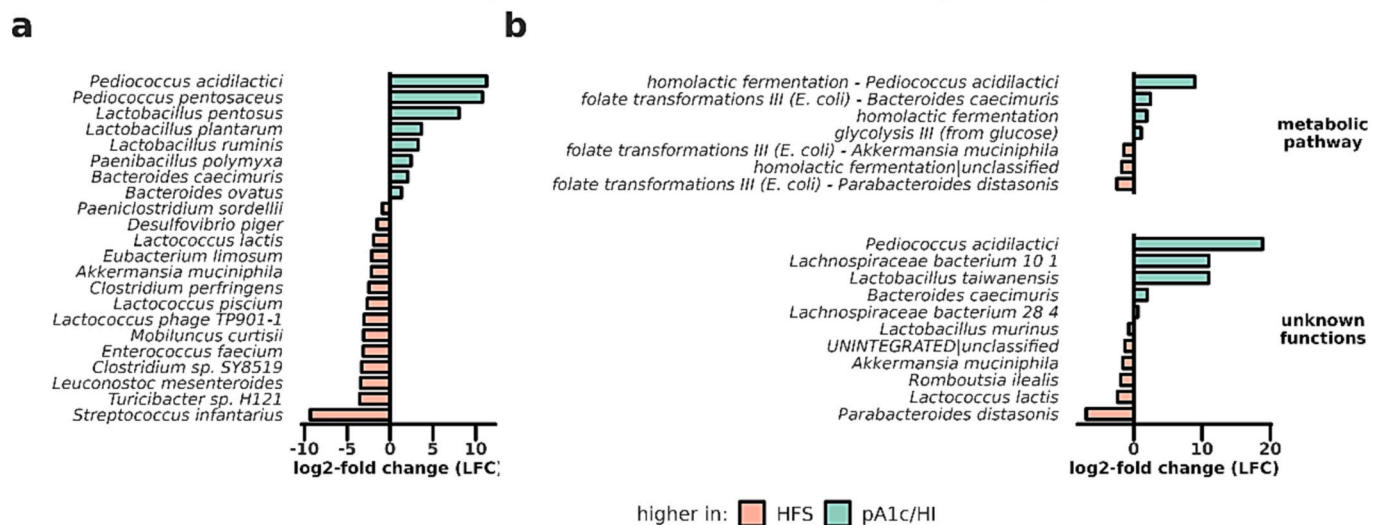 a
b
Pediococcus acidilactici
Pediococcus pentosaceus
Lactobacillus pentosus
Lactobacillus plantarum
Lactobacillus ruminis
Paenibacillus polymyxa
Bacteroides caecimuris
Bacteroides ovatus
Paeniclostridium sordellii
Desulfovibrio piger
Lactococcus lactis
Eubacterium limosum
Akkermansia muciniphila
Clostridium perfringens
Lactococcus piscium
Lactococcus phage TP901-1
Mobiluncus curtisii
Enterococcus faecium
Clostridium sp. SY8519
Leuconostoc mesenteroides
Turicibacter sp. H121
Streptococcus infantarius
-10 -5 0 5 10
log2-fold change (LFC)
homolactic fermentation - Pediococcus acidilactici
folate transformations III (E. coli) - Bacteroides caecimuris
homolactic fermentation
glycolysis III (from glucose)
folate transformations III (E. coli) - Akkermansia muciniphila
homolactic fermentation|unclassified
folate transformations III (E. coli) - Parabacteroides distasonis
metabolic
pathway
Pediococcus acidilactici
Lachnospiraceae bacterium 10 1
Lactobacillus taiwanensis
Bacteroides caecimuris
Lachnospiraceae bacterium 28 4
Lactobacillus murinus
UNINTEGRATED|unclassified
Akkermansia muciniphila
Romboutsia ilealis
Lactococcus lactis
Parabacteroides distasonis
unknown
functions
0 10 20
log2-fold change (LFC)
higher in: HFS pA1c/HI